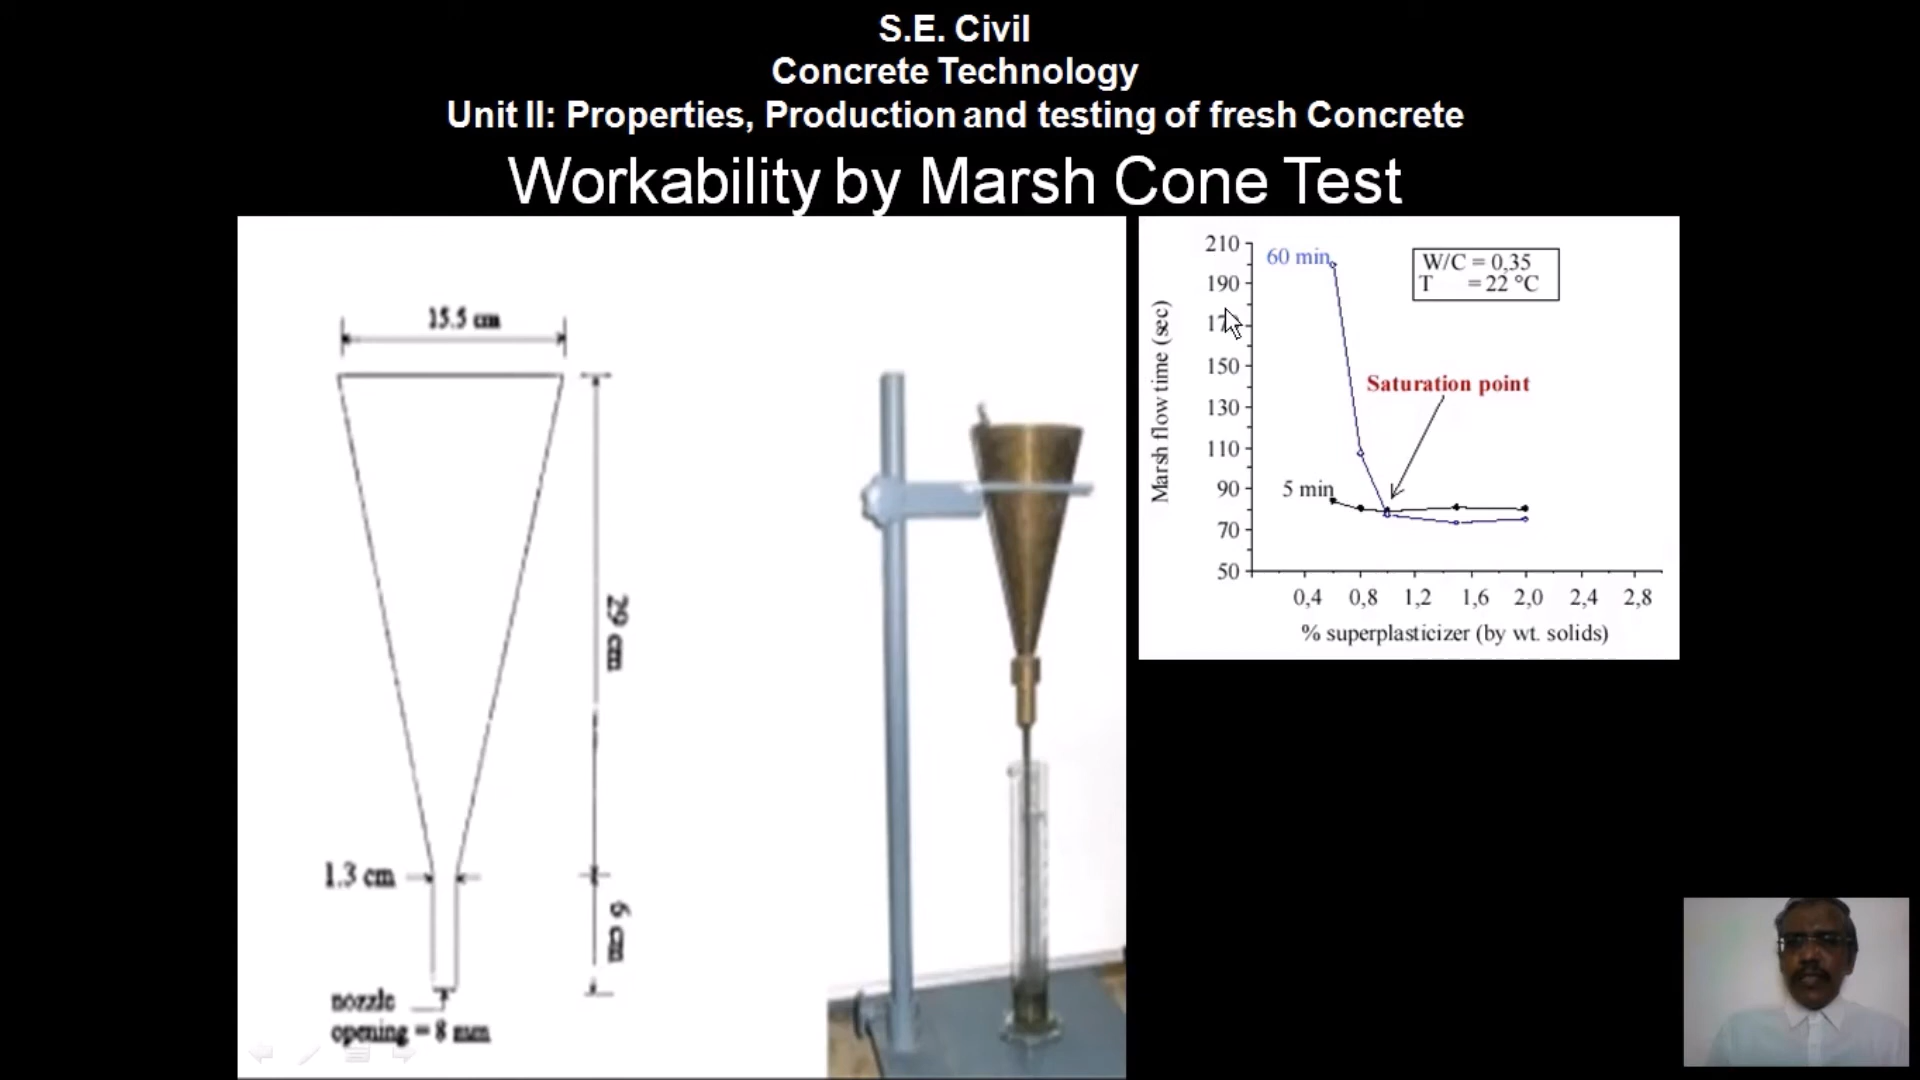 S.E. Civil
Concrete Technology
Unit II: Properties, Production and testing of fresh Concrete
Workability by Marsh Cone Test
15.5 cm
29 cm
1.3 cm
6 cm
nozzle
opening = 8 mm
210
190
150
130
110
90
70
50
Marsh flow time (sec)
60 min
5 min
W/C = 0,35
T = 22 °C
Saturation point
0,4 0,8 1,2 1,6 2,0 2,4 2,8
% superplasticizer (by wt. solids)